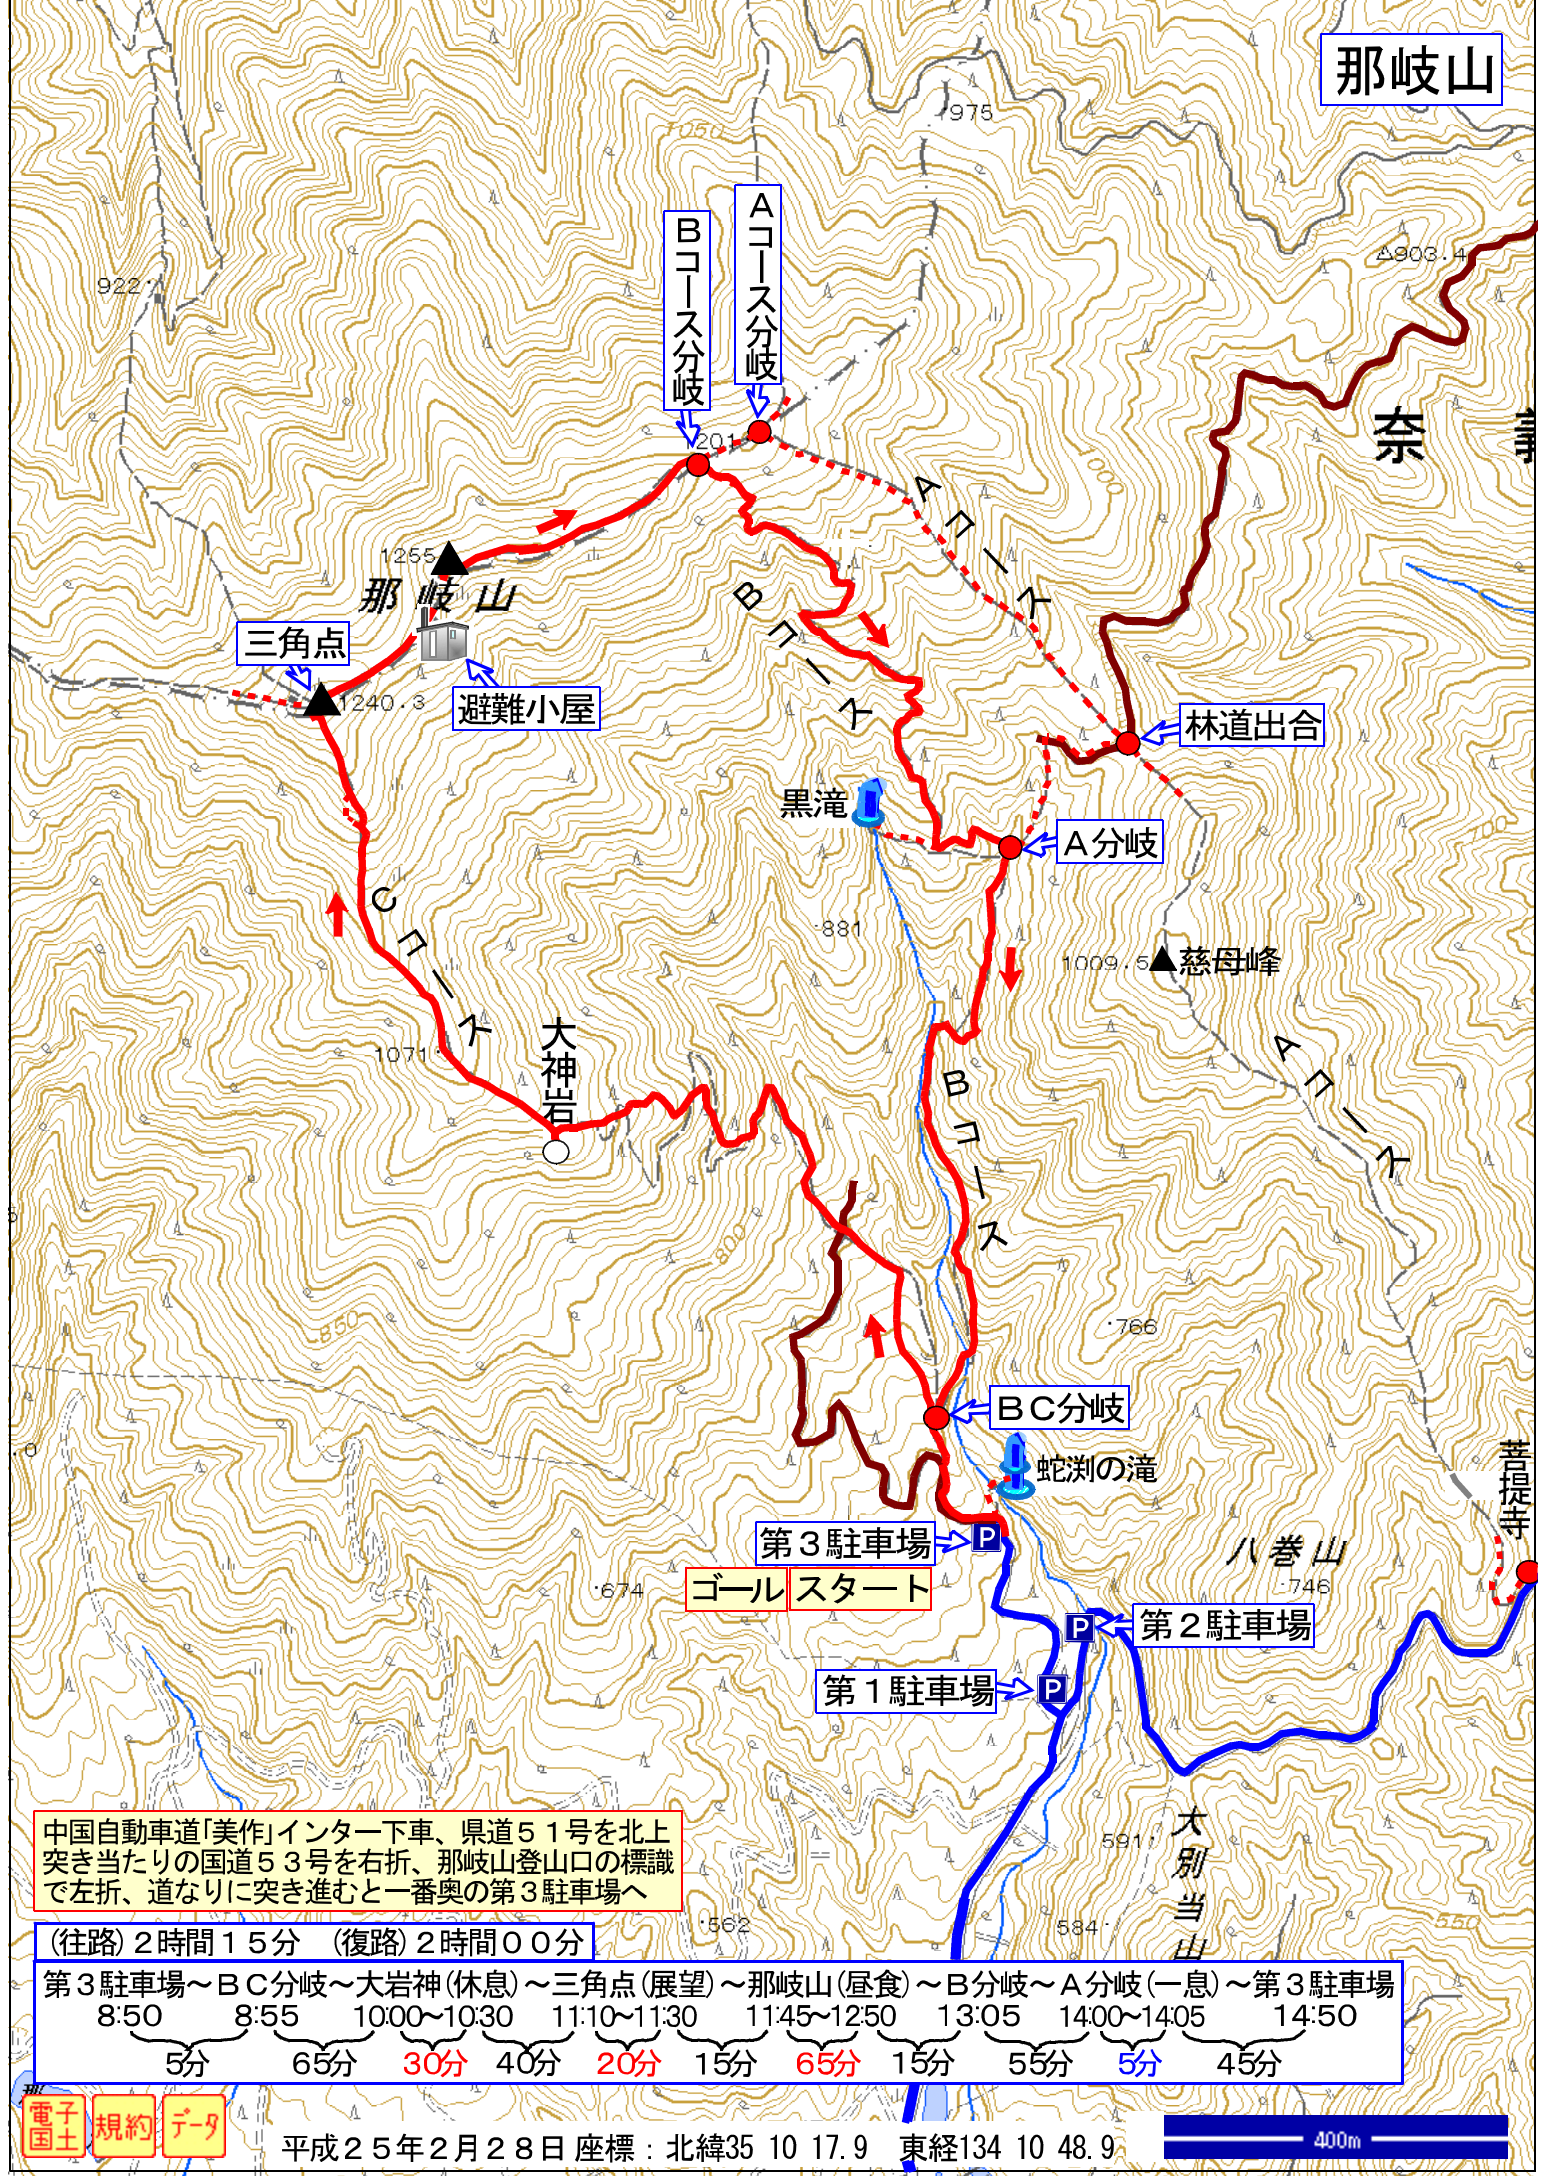 那岐山
975
1050
Aコース分岐
Bコース分岐
903.4
922
201
奈
1000
Aコース
1255
那岐山
Bコース
三角点
1240.3
避難小屋
林道出合
黒滝
A分岐
700
Cコース
881
1009.5
慈母峰
大神岩
1071
Bコース
Aコース
800
850
766
BC分岐
蛇渕の滝
菩提寺
第3駐車場
八巻山
746
ゴール
スタート
674
第2駐車場
第1駐車場
大別当山
591
中国自動車道「美作」インター下車、県道51号を北上
突き当たりの国道53号を右折、那岐山登山口の標識
で左折、道なりに突き進むと一番奥の第3駐車場へ
562
584
550
(往路)2時間15分 (復路)2時間00分
第3駐車場～BC分岐～大岩神(休息)～三角点(展望)～那岐山(昼食)～B分岐～A分岐(一息)～第3駐車場
8:50 8:55 10:00～10:30 11:10～11:30 11:45～12:50 13:05 14:00～14:05 14:50
5分 65分 30分 40分 20分 15分 65分 15分 55分 5分 45分
電子国土
規約
データ
平成25年2月28日 座標：北緯35 10 17.9 東経134 10 48.9
400m